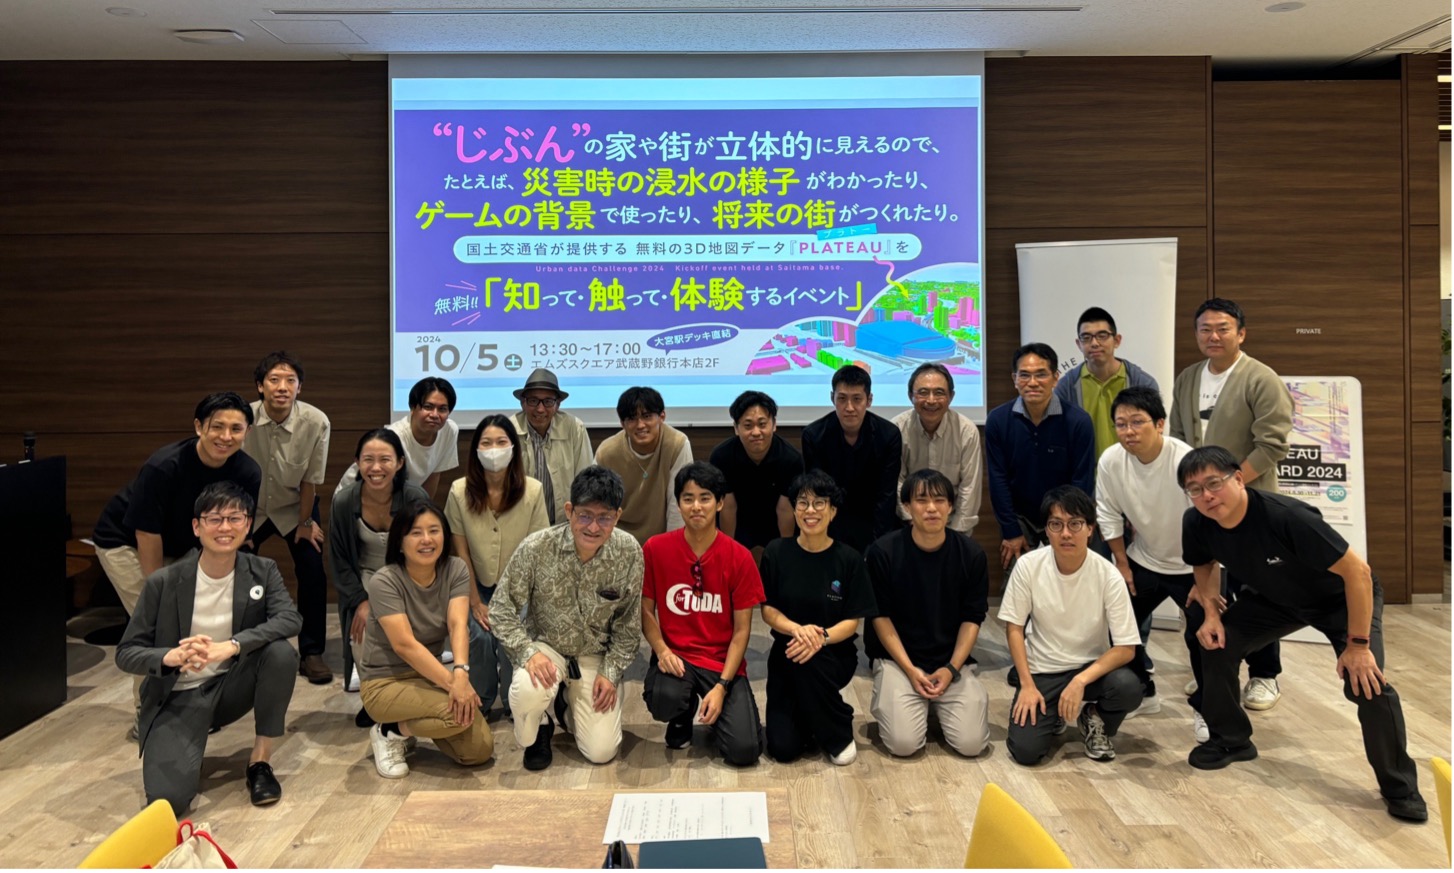 “じぶん”の家や街が立体的に見えるので、
たとえば、災害時の浸水の様子がわかったり、
ゲームの背景で使ったり、将来の街がつくれたり。
プラトー
国土交通省が提供する 無料の3D地図データ『PLATEAU』を
Urban data Challenge 2024 Kickoff event held at Saitama base.
無料!!「知って・触って・体験するイベント」
2024
10/5土 13:30～17:00 大宮駅デッキ直結
エムズスクエア武蔵野銀行本店2F
PRIVATE
THE
EAU
ARD 2024
200
for TODA